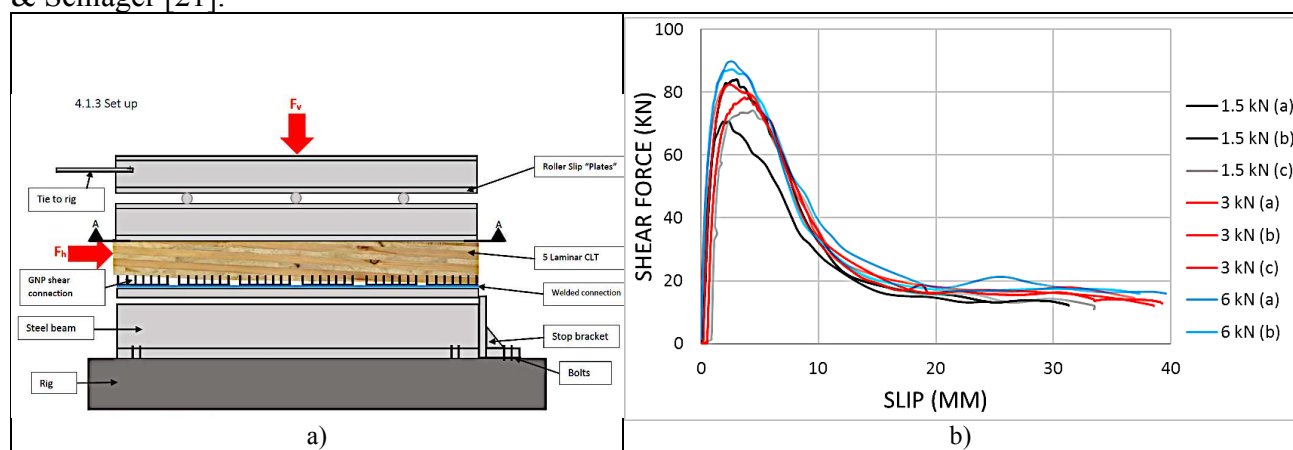 & Schlager [21].
4.1.3 Set up
Fv
Roller Slip "Plates"
Tie to rig
A
A
Fh
5 Laminar CLT
GNP shear
connection
Welded connection
Steel beam
Stop bracket
Rig
Bolts
a)
SHEAR FORCE (KN)
100
80
60
40
20
0
0
10
20
30
40
SLIP (MM)
1.5 kN (a)
1.5 kN (b)
1.5 kN (c)
3 kN (a)
3 kN (b)
3 kN (c)
6 kN (a)
6 kN (b)
b)